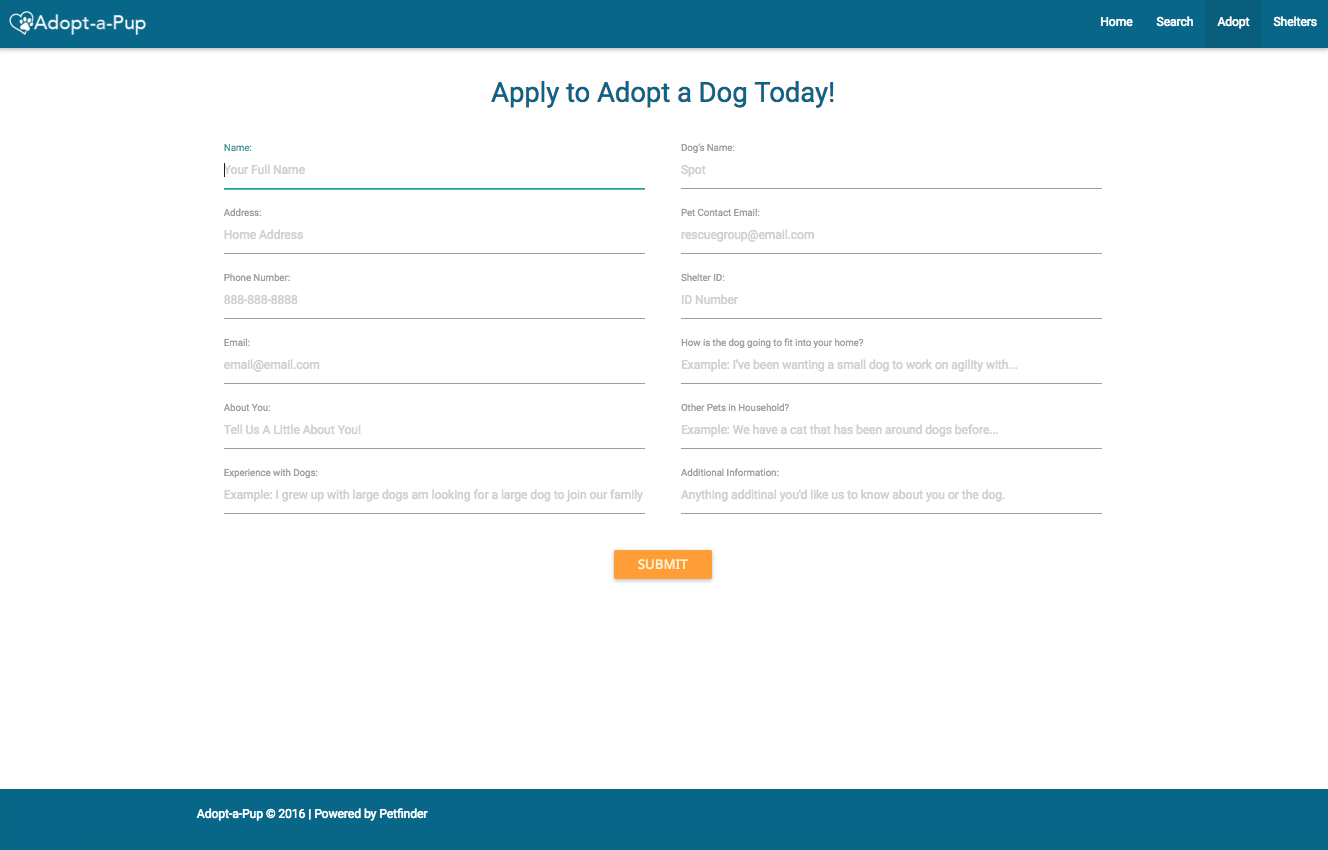 Adopt-a-Pup
Home Search Adopt Shelters
Apply to Adopt a Dog Today!
Name:
Your Full Name
Dog's Name:
Spot
Address:
Home Address
Pet Contact Email:
rescuegroup@email.com
Phone Number:
888-888-8888
Shelter ID:
ID Number
Email:
email@email.com
How is the dog going to fit into your home?
Example: I've been wanting a small dog to work on agility with...
About You:
Tell Us A Little About You!
Other Pets in Household?
Example: We have a cat that has been around dogs before...
Experience with Dogs:
Example: I grew up with large dogs am looking for a large dog to join our family
Additional Information:
Anything additinal you'd like us to know about you or the dog.
SUBMIT
Adopt-a-Pup © 2016 | Powered by Petfinder